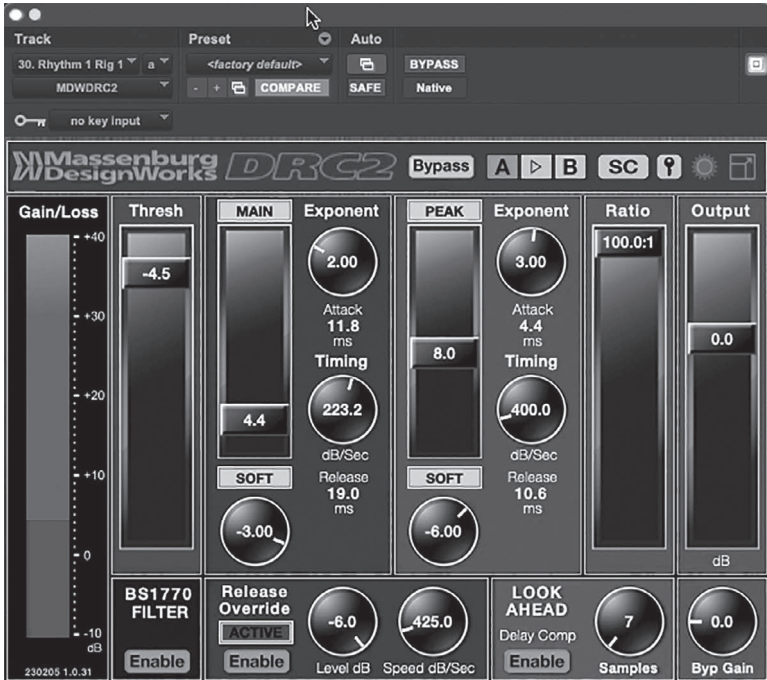 Track Preset Auto
30. Rhythm 1 Rig 1 a <factory default> BYPASS
MDWDRC2 - + COMPARE SAFE Native
no key input
Massenburg
DesignWorks DRC2 Bypass A B SC
Gain/Loss Thresh MAIN Exponent PEAK Exponent Ratio Output
+40
+30
+20
+10
0
-10
dB
230205 1.0.31
-4.5
4.4
2.00
Attack
11.8
ms
Timing
223.2
dB/Sec
SOFT Release
19.0
ms
-3.00
8.0
3.00
Attack
4.4
ms
Timing
400.0
dB/Sec
SOFT Release
10.6
ms
-6.00
100.0:1
0.0
dB
BS1770
FILTER
Enable
Release
Override
ACTIVE
Enable
-6.0
Level dB
425.0
Speed dB/Sec
LOOK
AHEAD
Delay Comp
Enable
7
Samples
0.0
Byp Gain